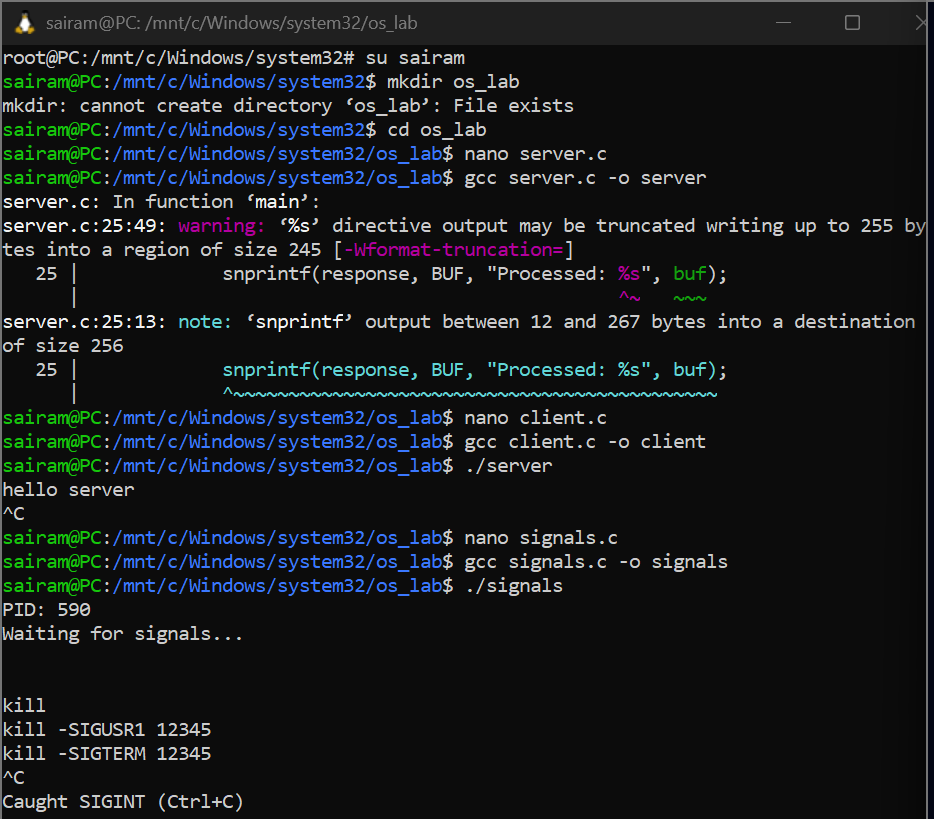 sairam@PC: /mnt/c/Windows/system32/os_lab
root@PC:/mnt/c/Windows/system32# su sairam
sairam@PC:/mnt/c/Windows/system32$ mkdir os_lab
mkdir: cannot create directory ‘os_lab’: File exists
sairam@PC:/mnt/c/Windows/system32$ cd os_lab
sairam@PC:/mnt/c/Windows/system32/os_lab$ nano server.c
sairam@PC:/mnt/c/Windows/system32/os_lab$ gcc server.c -o server
server.c: In function ‘main’:
server.c:25:49: warning: ‘%s’ directive output may be truncated writing up to 255 by
tes into a region of size 245 [-Wformat-truncation=]
   25 |             snprintf(response, BUF, "Processed: %s", buf);
      |                                                 ^~   ~~~
server.c:25:13: note: ‘snprintf’ output between 12 and 267 bytes into a destination
of size 256
   25 |             snprintf(response, BUF, "Processed: %s", buf);
      |             ^~~~~~~~~~~~~~~~~~~~~~~~~~~~~~~~~~~~~~~~~~~~~
sairam@PC:/mnt/c/Windows/system32/os_lab$ nano client.c
sairam@PC:/mnt/c/Windows/system32/os_lab$ gcc client.c -o client
sairam@PC:/mnt/c/Windows/system32/os_lab$ ./server
hello server
^C
sairam@PC:/mnt/c/Windows/system32/os_lab$ nano signals.c
sairam@PC:/mnt/c/Windows/system32/os_lab$ gcc signals.c -o signals
sairam@PC:/mnt/c/Windows/system32/os_lab$ ./signals
PID: 590
Waiting for signals...
kill
kill -SIGUSR1 12345
kill -SIGTERM 12345
^C
Caught SIGINT (Ctrl+C)